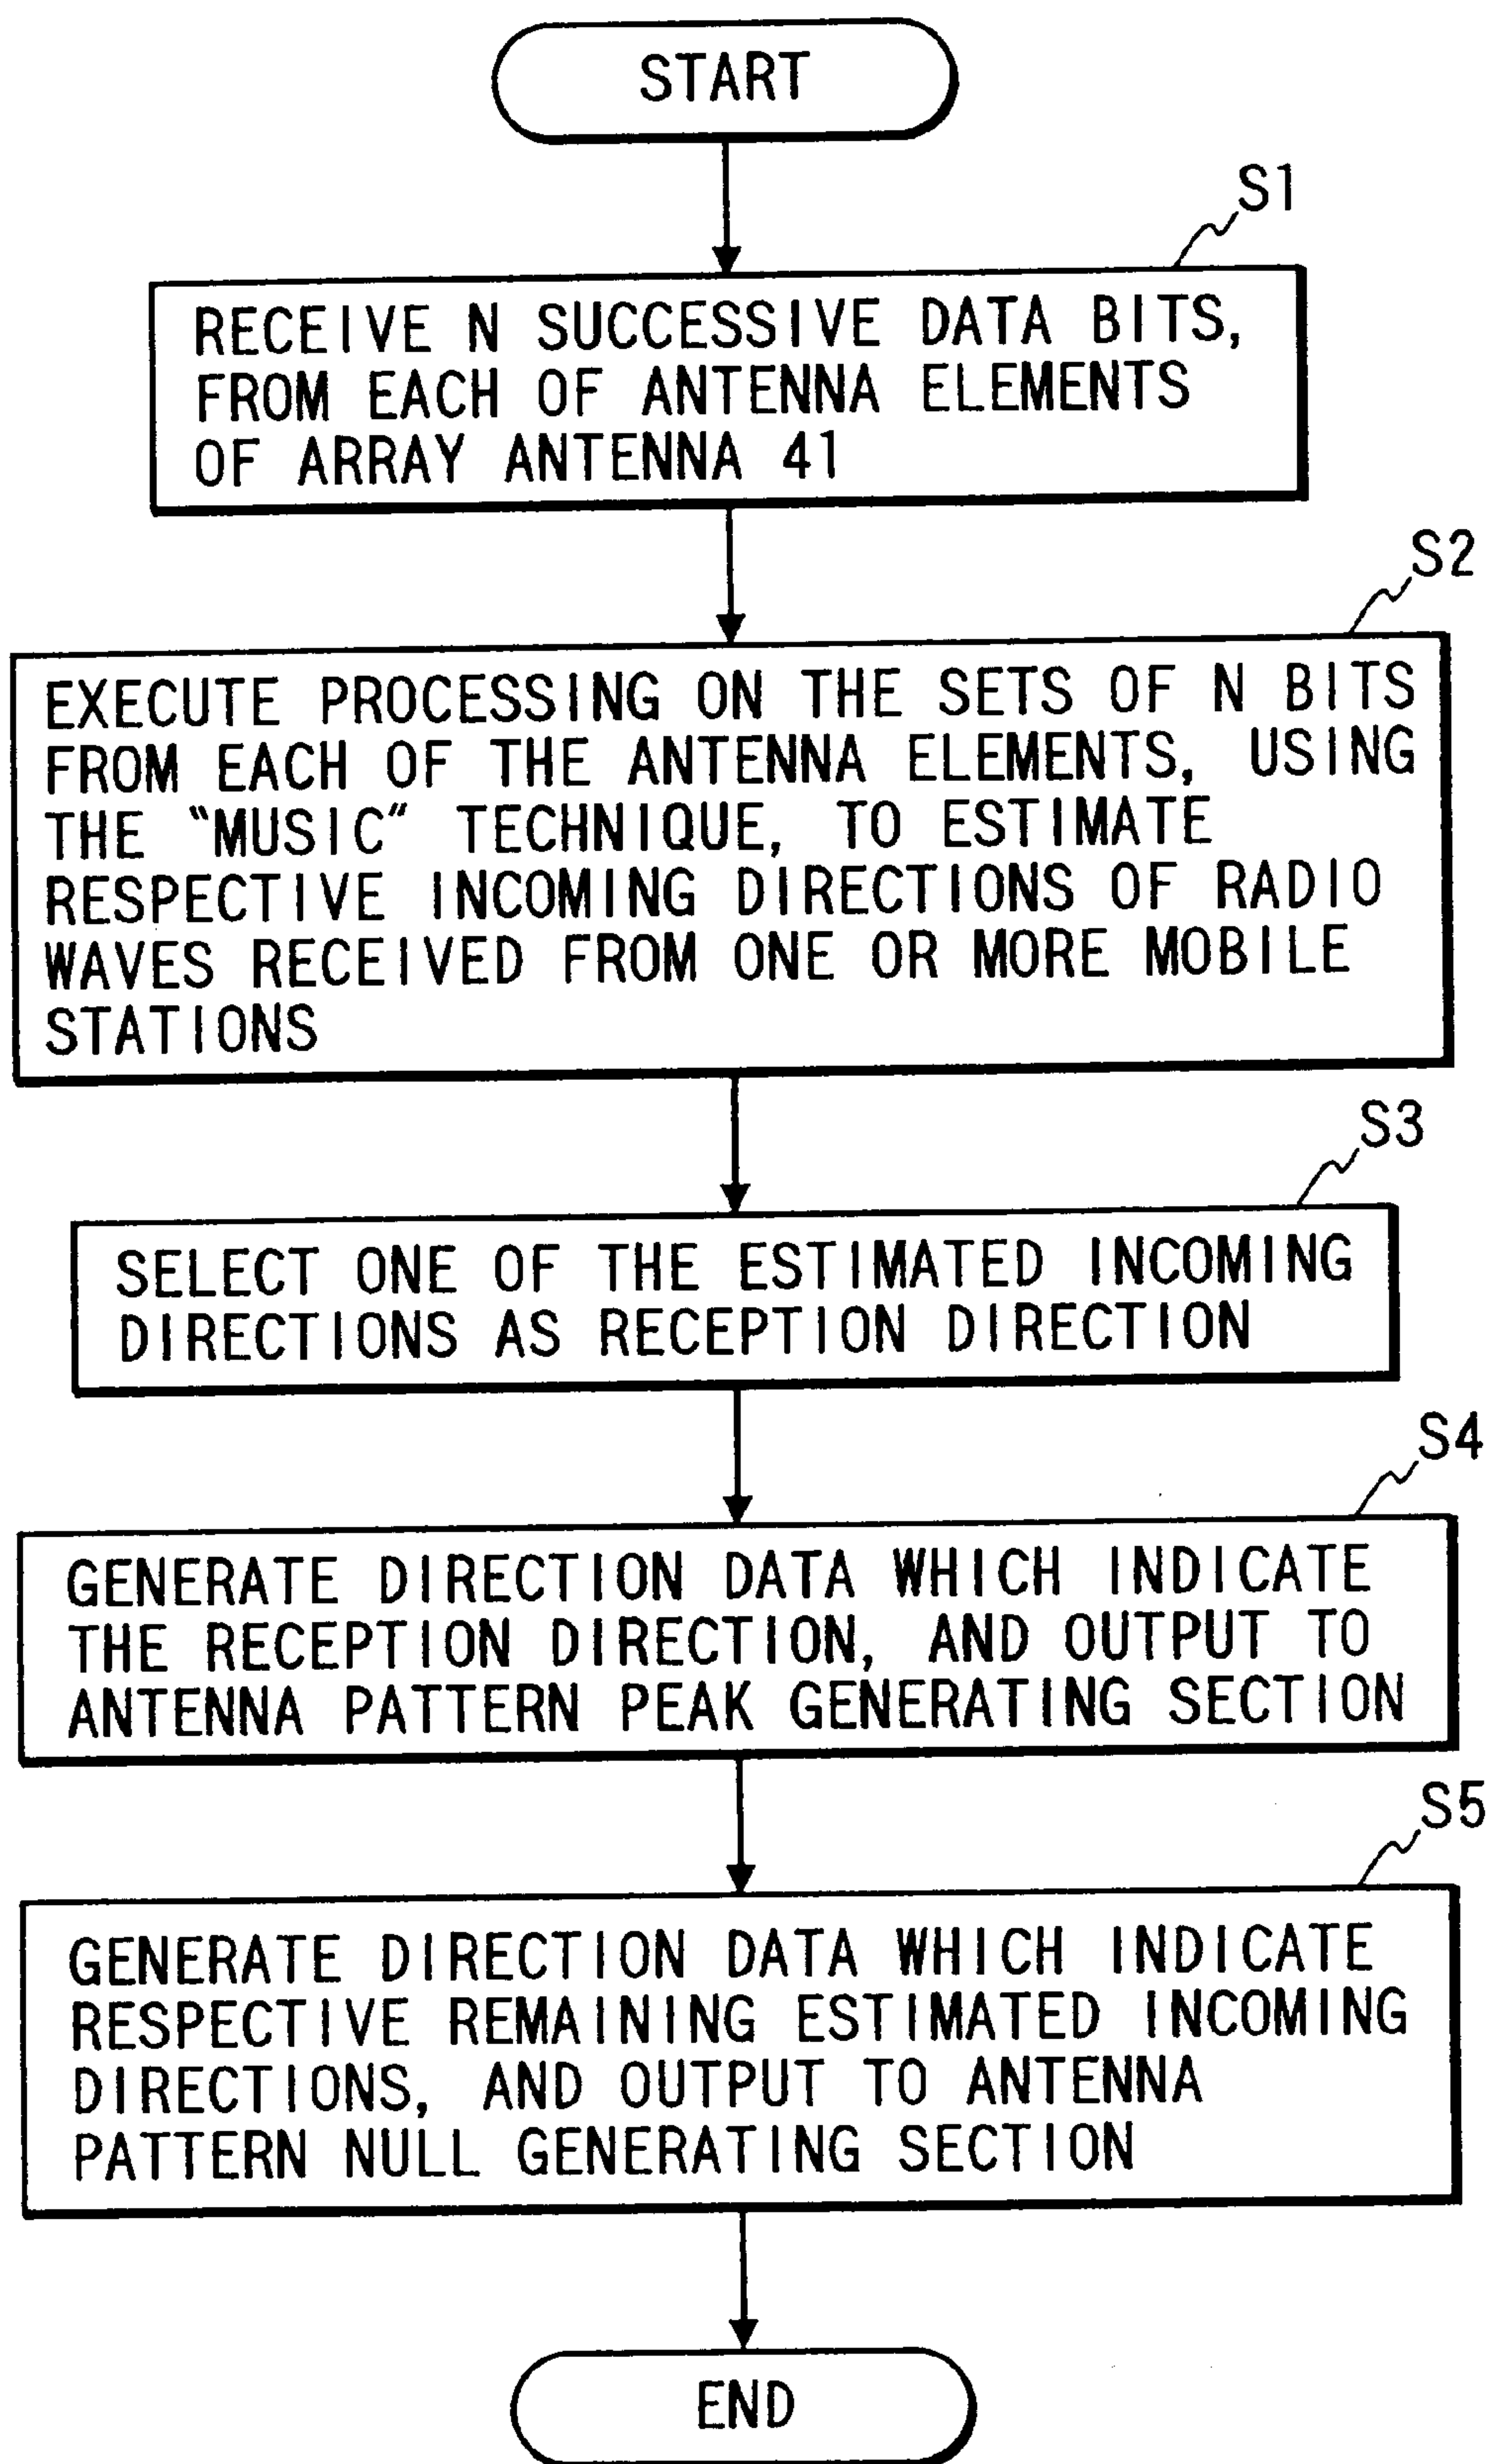 START
S1
RECEIVE N SUCCESSIVE DATA BITS,
FROM EACH OF ANTENNA ELEMENTS
OF ARRAY ANTENNA 41
S2
EXECUTE PROCESSING ON THE SETS OF N BITS
FROM EACH OF THE ANTENNA ELEMENTS, USING
THE "MUSIC" TECHNIQUE, TO ESTIMATE
RESPECTIVE INCOMING DIRECTIONS OF RADIO
WAVES RECEIVED FROM ONE OR MORE MOBILE
STATIONS
S3
SELECT ONE OF THE ESTIMATED INCOMING
DIRECTIONS AS RECEPTION DIRECTION
S4
GENERATE DIRECTION DATA WHICH INDICATE
THE RECEPTION DIRECTION, AND OUTPUT TO
ANTENNA PATTERN PEAK GENERATING SECTION
S5
GENERATE DIRECTION DATA WHICH INDICATE
RESPECTIVE REMAINING ESTIMATED INCOMING
DIRECTIONS, AND OUTPUT TO ANTENNA
PATTERN NULL GENERATING SECTION
END